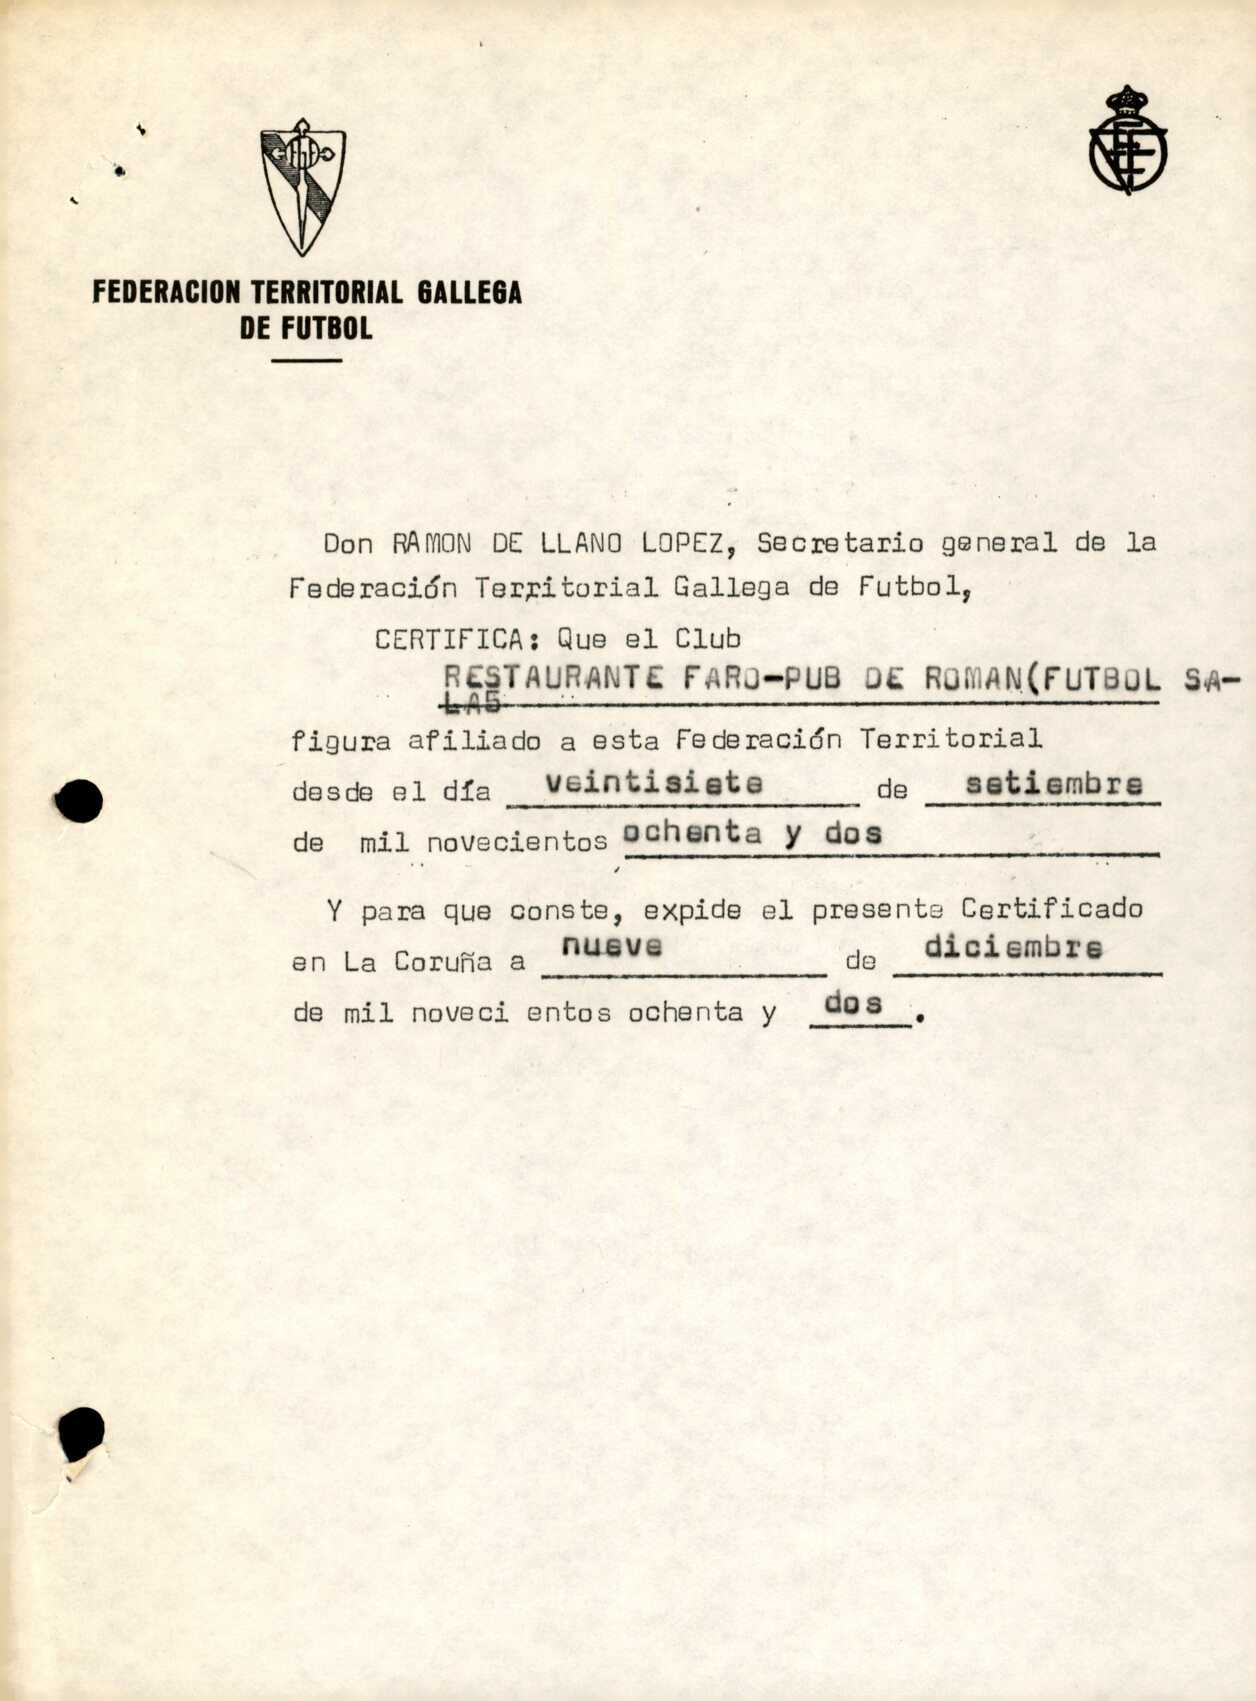 FEDERACION TERRITORIAL GALLEGA
DE FUTBOL
Don RAMON DE LLANO LOPEZ, Secretario general de la
Federación Territorial Gallega de Futbol,
CERTIFICA: Que el Club
RESTAURANTE FARO-PUB DE ROMAN(FUTBOL SA-
LAS
figura afiliado a esta Federación Territorial
desde el día veintisiete de setiembre
de mil novecientos ochenta y dos
Y para que conste, expide el presente Certificado
en La Coruña a nueve de diciembre
de mil noveci entos ochenta y dos.